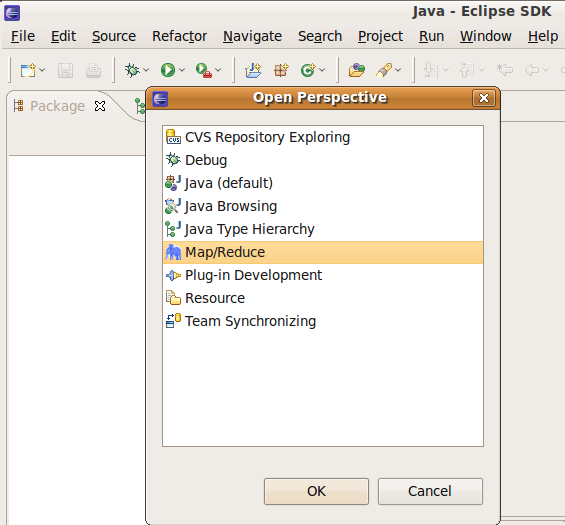 Java - Eclipse SDK
File Edit Source Refactor Navigate Search Project Run Window Help
Package
Open Perspective
CVS Repository Exploring
Debug
Java (default)
Java Browsing
Java Type Hierarchy
Map/Reduce
Plug-in Development
Resource
Team Synchronizing
OK Cancel